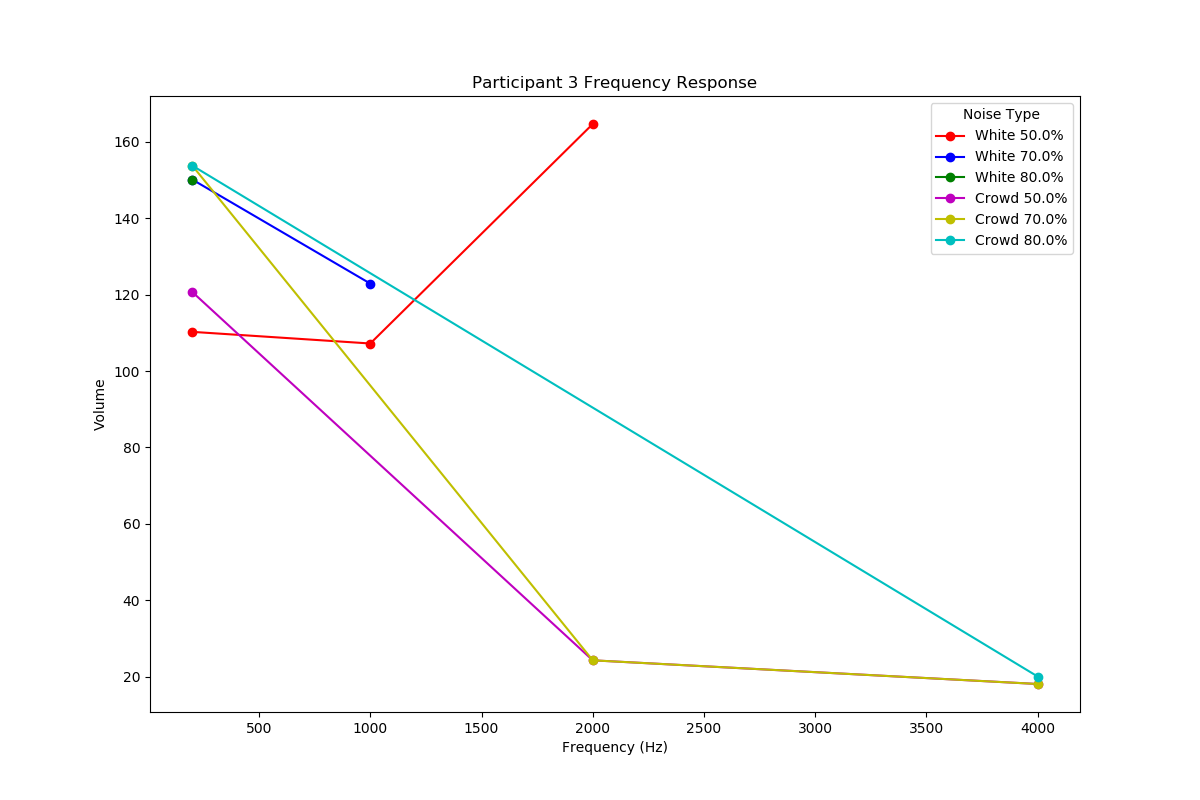 Participant 3 Frequency Response
Noise Type
White 50.0%
White 70.0%
White 80.0%
Crowd 50.0%
Crowd 70.0%
Crowd 80.0%
Volume
160
140
120
100
80
60
40
20
500 1000 1500 2000 2500 3000 3500 4000
Frequency (Hz)